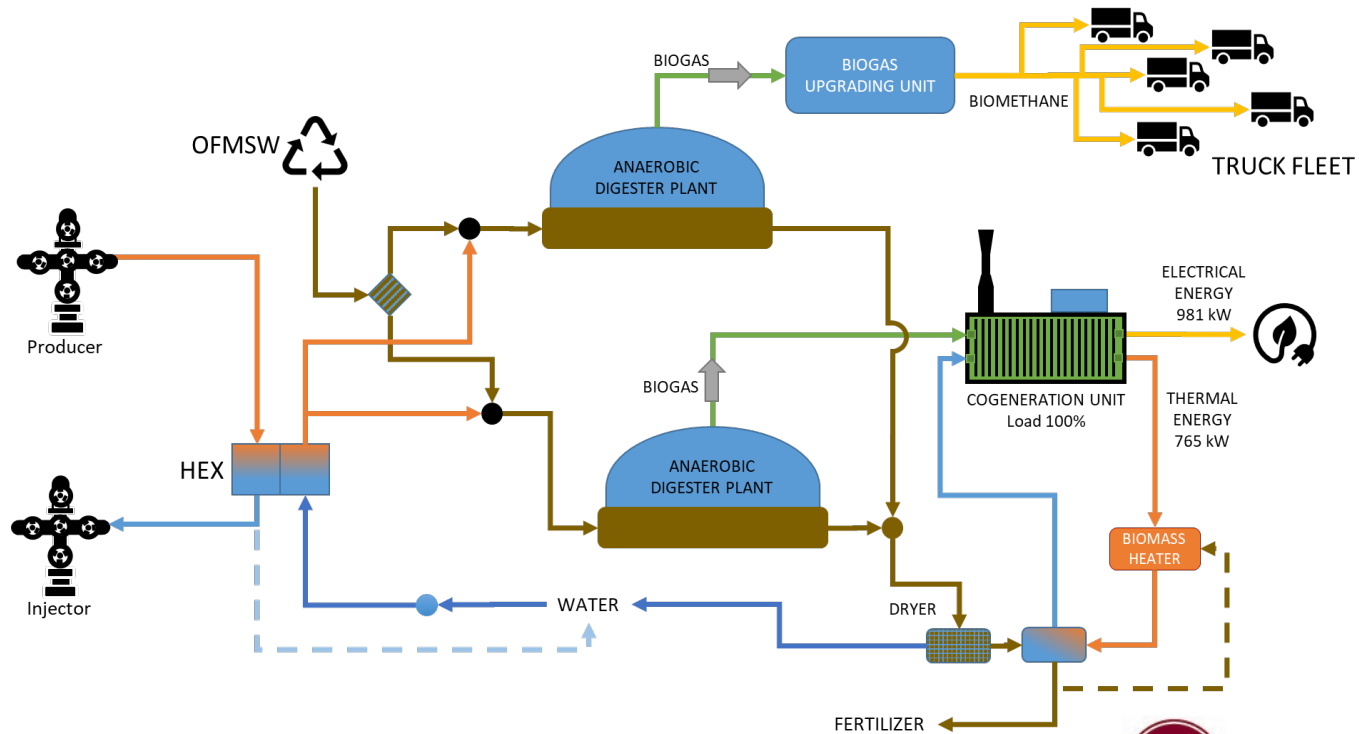 BIOGAS
BIOGAS
UPGRADING UNIT
BIOMETHANE
TRUCK FLEET
OFMSW
ANAEROBIC
DIGESTER PLANT
Producer
ELECTRICAL
ENERGY
981 kW
BIOGAS
COGENERATION UNIT
Load 100%
THERMAL
ENERGY
765 kW
HEX
ANAEROBIC
DIGESTER PLANT
BIOMASS
HEATER
Injector
WATER
DRYER
FERTILIZER